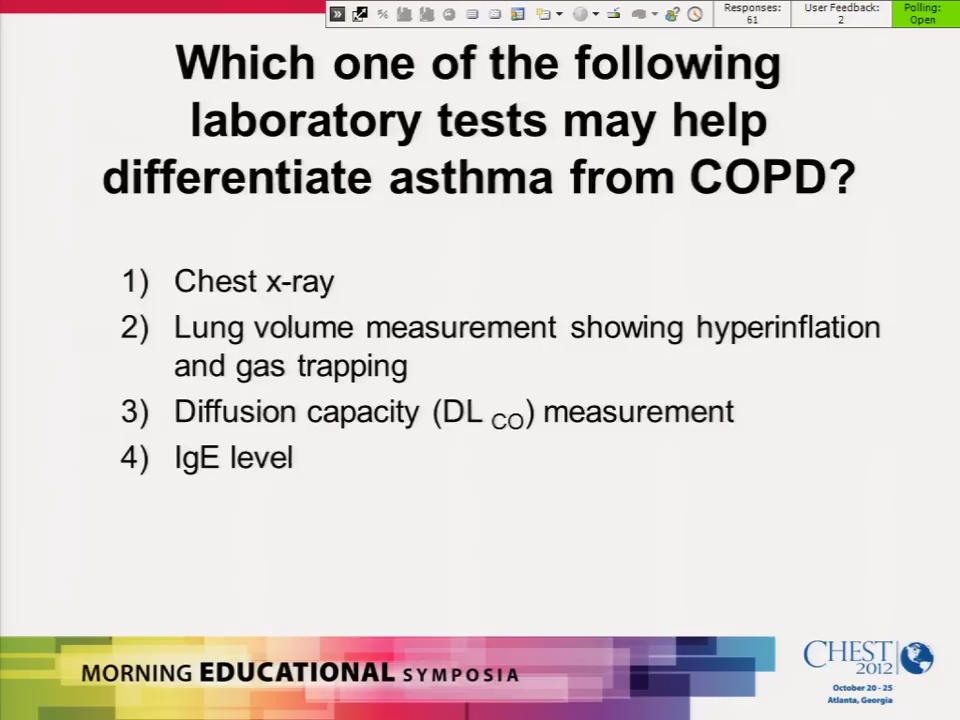 Responses:
61
User Feedback:
2
Polling:
Open
Which one of the following
laboratory tests may help
differentiate asthma from COPD?
1) Chest x-ray
2) Lung volume measurement showing hyperinflation
and gas trapping
3) Diffusion capacity (DL CO) measurement
4) IgE level
MORNING EDUCATIONAL SYMPOSIA
CHEST
2012
October 20 - 25
Atlanta, Georgia